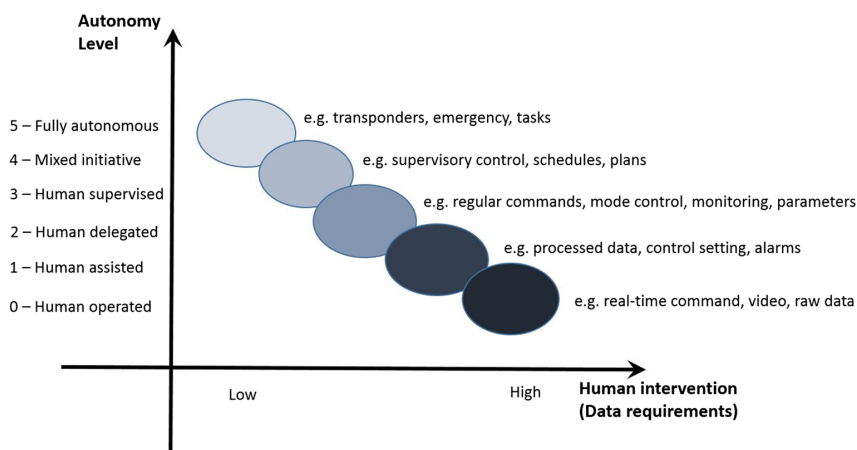 Autonomy
Level
5 – Fully autonomous
e.g. transponders, emergency, tasks
4 – Mixed initiative
e.g. supervisory control, schedules, plans
3 – Human supervised
e.g. regular commands, mode control, monitoring, parameters
2 – Human delegated
e.g. processed data, control setting, alarms
1 – Human assisted
0 – Human operated
e.g. real-time command, video, raw data
Low
High
Human intervention
(Data requirements)